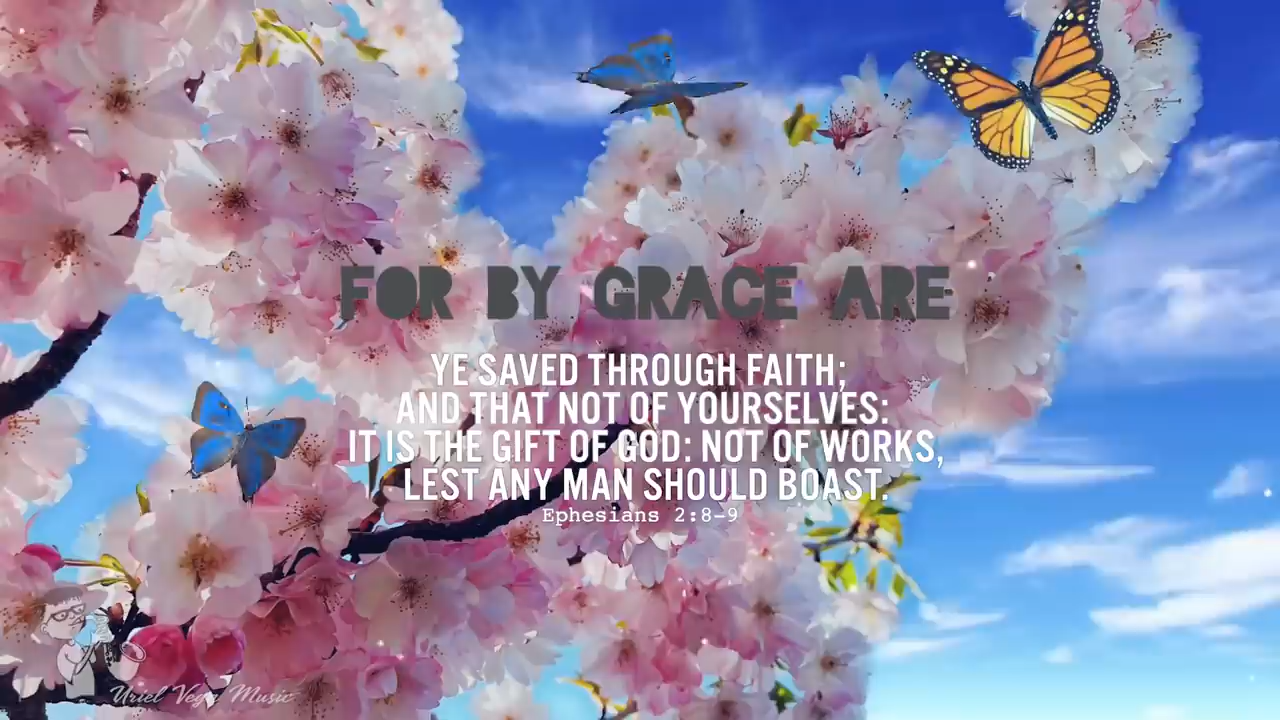 FOR BY GRACE ARE
YE SAVED THROUGH FAITH;
AND THAT NOT OF YOURSELVES:
IT IS THE GIFT OF GOD: NOT OF WORKS,
LEST ANY MAN SHOULD BOAST.
Ephesians 2:8-9
Uriel Vega Music